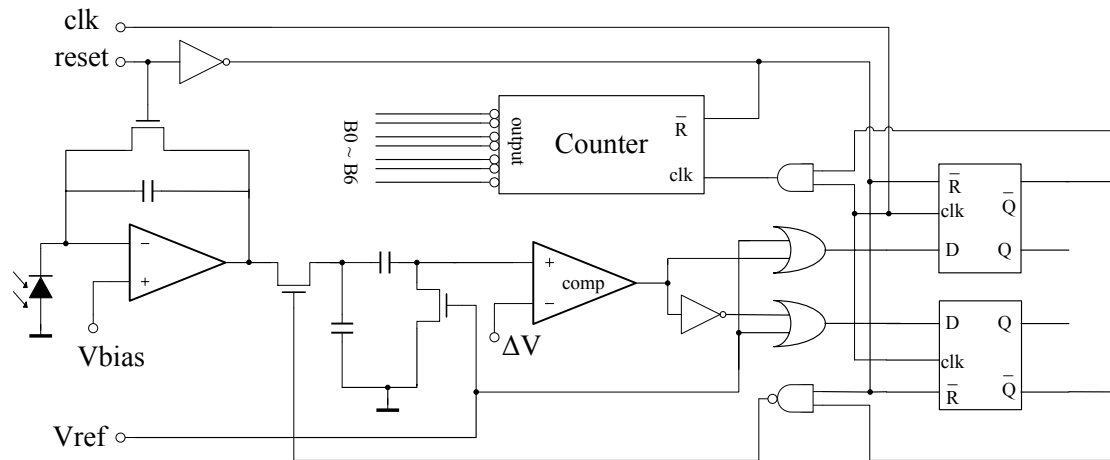 clk
reset
B0 ~ B6
output
Counter
R̅
clk
R̅
clk
D
Q̅
Q
−
+
Vbias
+
−
comp
ΔV
D
clk
R̅
Q
Q̅
Vref